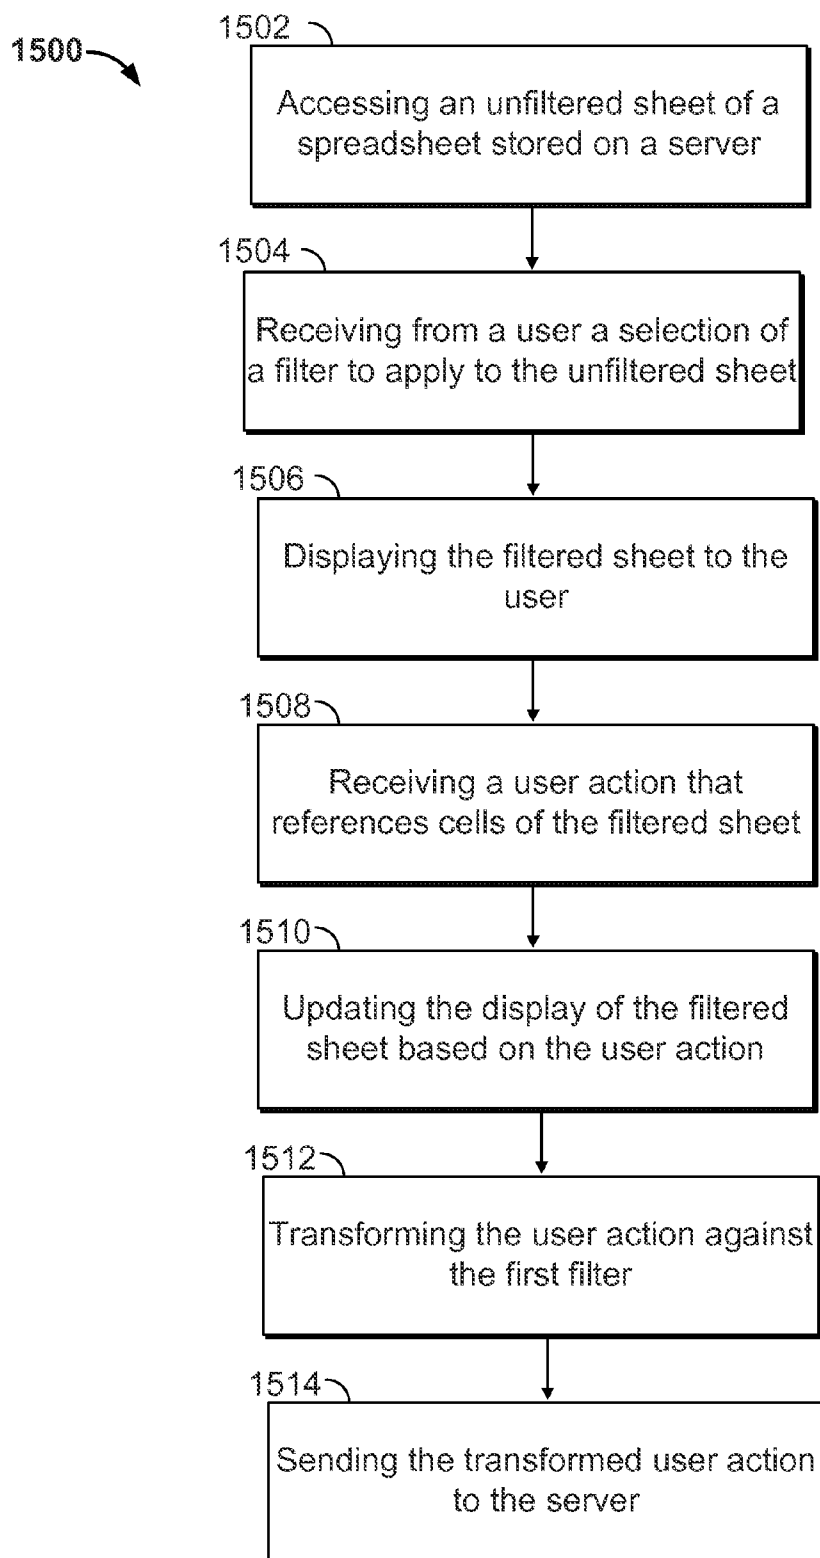 1500
1502
Accessing an unfiltered sheet of a
spreadsheet stored on a server
1504
Receiving from a user a selection of
a filter to apply to the unfiltered sheet
1506
Displaying the filtered sheet to the
user
1508
Receiving a user action that
references cells of the filtered sheet
1510
Updating the display of the filtered
sheet based on the user action
1512
Transforming the user action against
the first filter
1514
Sending the transformed user action
to the server